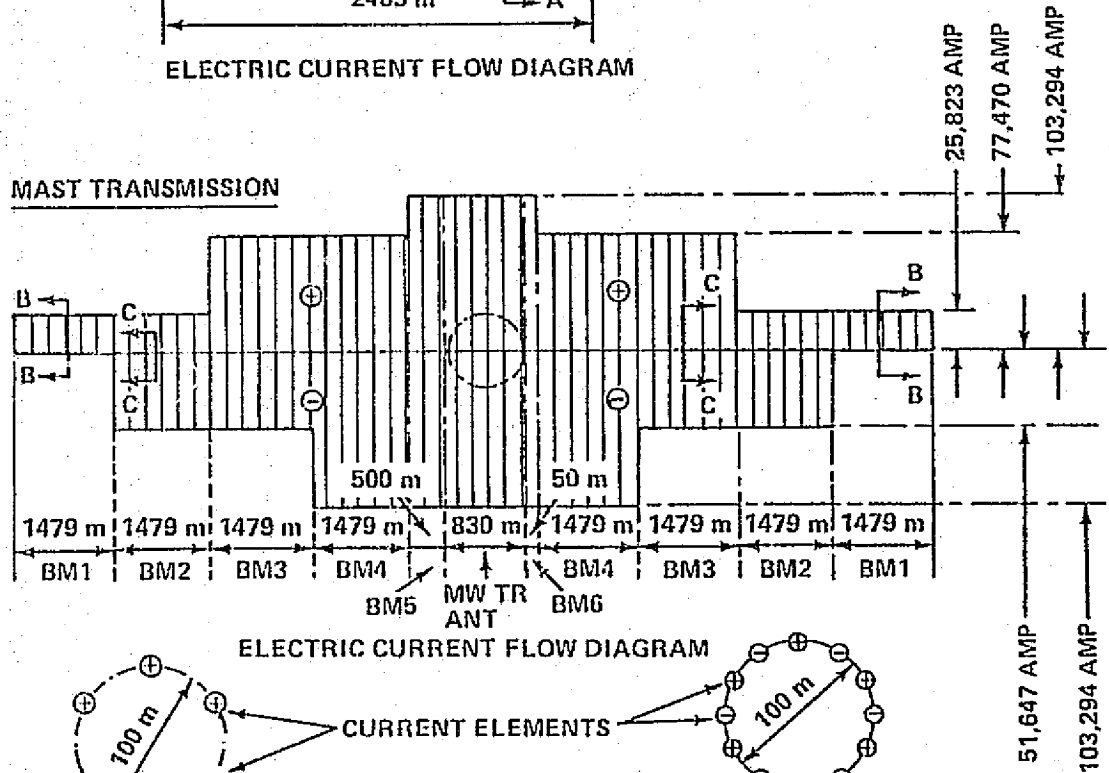 2485 m
A
ELECTRIC CURRENT FLOW DIAGRAM
25,823 AMP
77,470 AMP
103,294 AMP
MAST TRANSMISSION
B
B
C
C
+
−
+
−
C
C
B
B
500 m
50 m
1479 m 1479 m 1479 m 1479 m 830 m 1479 m 1479 m 1479 m 1479 m
BM1 BM2 BM3 BM4 BM5 MW TR ANT BM6 BM4 BM3 BM2 BM1
ELECTRIC CURRENT FLOW DIAGRAM
51,647 AMP
103,294 AMP
100 m
CURRENT ELEMENTS
100 m